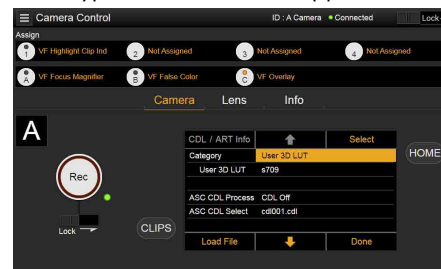 Camera Control
ID : A Camera
Connected
Lock
Assign
1
VF Highlight Clip Ind
2
Not Assigned
3
Not Assigned
4
Not Assigned
A
VF Focus Magnifier
B
VF False Color
C
VF Overlay
Camera
Lens
Info
A
CDL / ART Info
Select
Category
User 3D LUT
User 3D LUT
s709
HOME
Rec
ASC CDL Process
CDL Off
ASC CDL Select
cdl001.cdl
Lock
CLIPS
Load File
Done